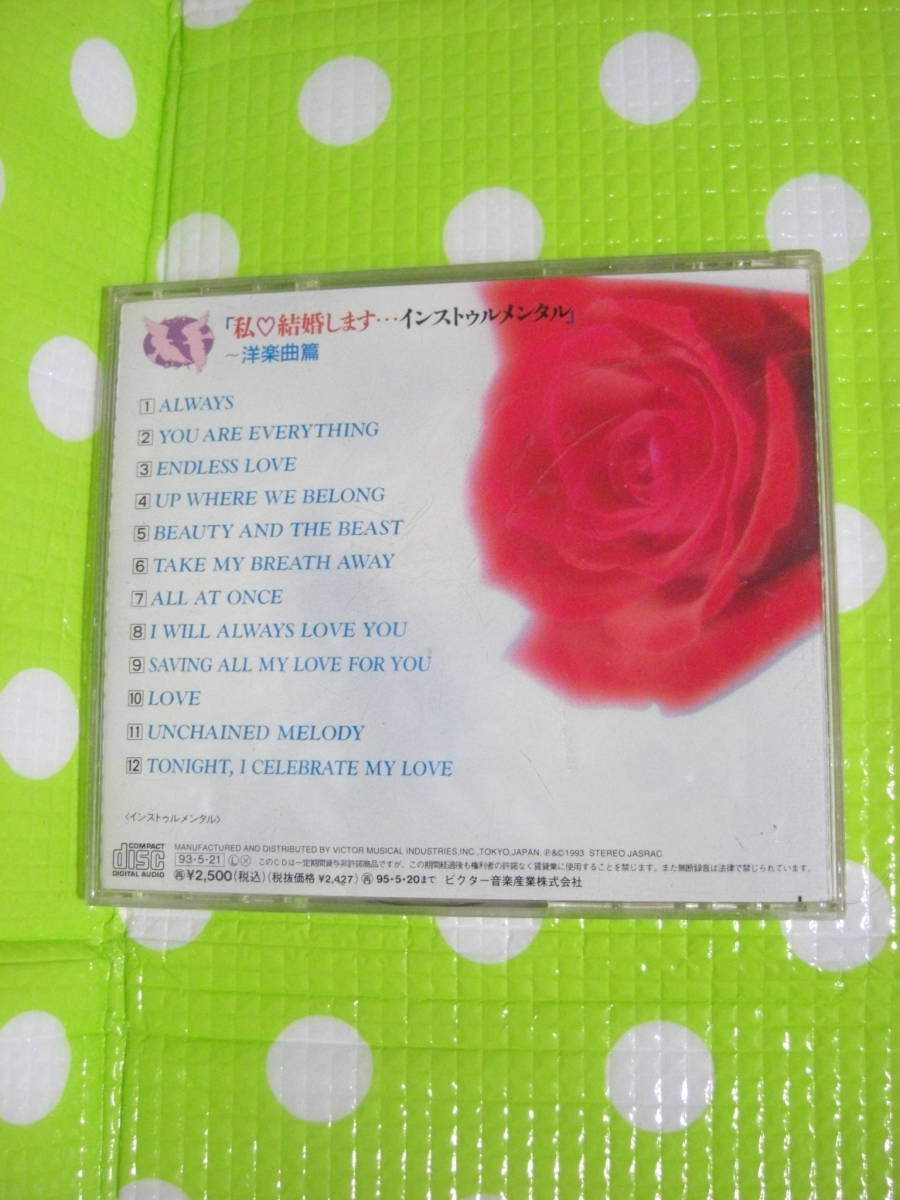 「私♡結婚します…インストゥルメンタル」
～洋楽曲篇
1 ALWAYS
2 YOU ARE EVERYTHING
3 ENDLESS LOVE
4 UP WHERE WE BELONG
5 BEAUTY AND THE BEAST
6 TAKE MY BREATH AWAY
7 ALL AT ONCE
8 I WILL ALWAYS LOVE YOU
9 SAVING ALL MY LOVE FOR YOU
10 LOVE
11 UNCHAINED MELODY
12 TONIGHT, I CELEBRATE MY LOVE
〈インストゥルメンタル〉
COMPACT disc DIGITAL AUDIO
MANUFACTURED AND DISTRIBUTED BY VICTOR MUSICAL INDUSTRIES, INC., TOKYO, JAPAN. ℗&©1993 STEREO JASRAC
93・5・21 Ⓛ このCDは一定期間貸与非許諾商品ですが、この期間経過後も権利者の許諾なく賃貸業に使用することを禁じます。また無断録音は法律で禁じられています。
㋐¥2,500(税込)(税抜価格 ¥2,427) 95・5・20まで ビクター音楽産業株式会社